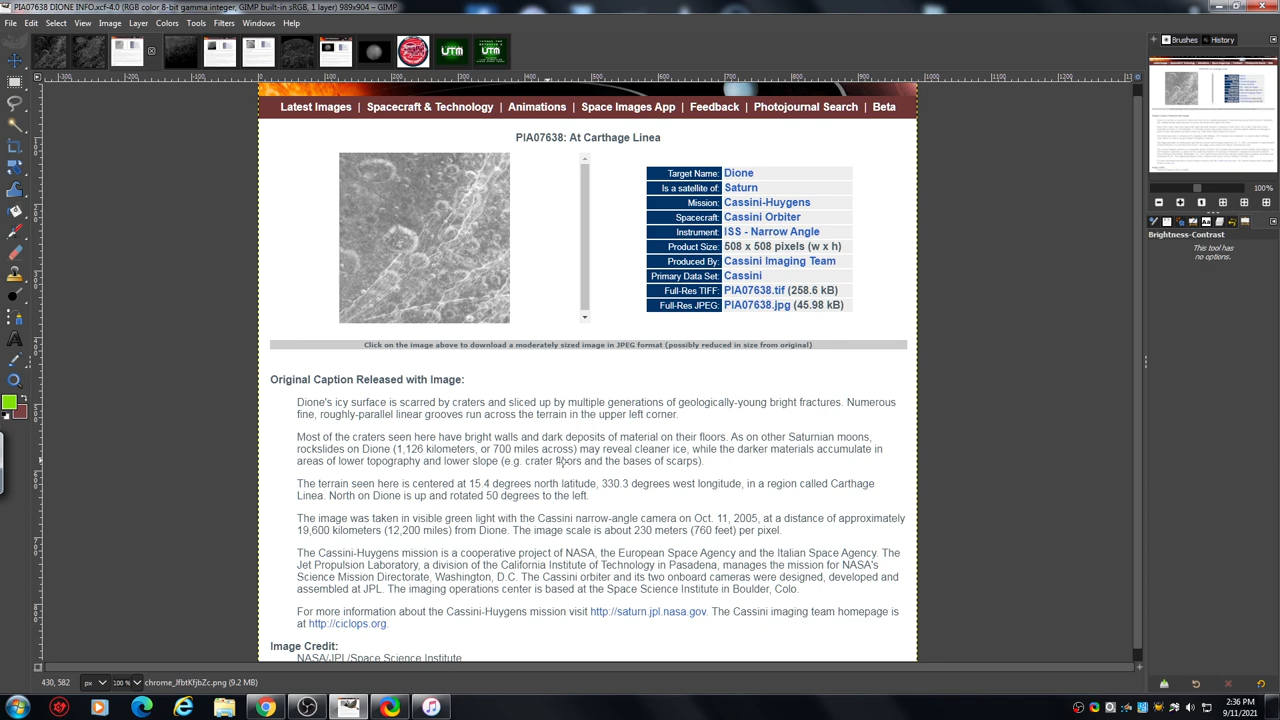 PIA07638 DIONE INFO.xcf-4.0 (RGB color 8-bit gamma integer, GIMP built-in sRGB, 1 layer) 989x904 – GIMP
File Edit Select View Image Layer Colors Tools Filters Windows Help
Brushes History
UTM UTM
Latest Images | Spacecraft & Technology | Animations | Space Images App | Feedback | Photojournal Search | Beta
PIA07638: At Carthage Linea
Target Name: Dione
Is a satellite of: Saturn
Mission: Cassini-Huygens
Spacecraft: Cassini Orbiter
Instrument: ISS - Narrow Angle
Product Size: 508 x 508 pixels (w x h)
Produced By: Cassini Imaging Team
Primary Data Set: Cassini
Full-Res TIFF: PIA07638.tif (258.6 kB)
Full-Res JPEG: PIA07638.jpg (45.98 kB)
Click on the image above to download a moderately sized image in JPEG format (possibly reduced in size from original)
Original Caption Released with Image:
Dione's icy surface is scarred by craters and sliced up by multiple generations of geologically-young bright fractures. Numerous
fine, roughly-parallel linear grooves run across the terrain in the upper left corner.
Most of the craters seen here have bright walls and dark deposits of material on their floors. As on other Saturnian moons,
rockslides on Dione (1,126 kilometers, or 700 miles across) may reveal cleaner ice, while the darker materials accumulate in
areas of lower topography and lower slope (e.g. crater floors and the bases of scarps).
The terrain seen here is centered at 15.4 degrees north latitude, 330.3 degrees west longitude, in a region called Carthage
Linea. North on Dione is up and rotated 50 degrees to the left.
The image was taken in visible green light with the Cassini narrow-angle camera on Oct. 11, 2005, at a distance of approximately
19,600 kilometers (12,200 miles) from Dione. The image scale is about 230 meters (760 feet) per pixel.
The Cassini-Huygens mission is a cooperative project of NASA, the European Space Agency and the Italian Space Agency. The
Jet Propulsion Laboratory, a division of the California Institute of Technology in Pasadena, manages the mission for NASA's
Science Mission Directorate, Washington, D.C. The Cassini orbiter and its two onboard cameras were designed, developed and
assembled at JPL. The imaging operations center is based at the Space Science Institute in Boulder, Colo.
For more information about the Cassini-Huygens mission visit http://saturn.jpl.nasa.gov. The Cassini imaging team homepage is
at http://ciclops.org.
Image Credit:
NASA/JPL/Space Science Institute
100%
Brightness-Contrast
This tool has
no options.
430, 582 px 100 % chrome_JfbtKfjbZc.png (9.2 MB)
2:36 PM
9/11/2021